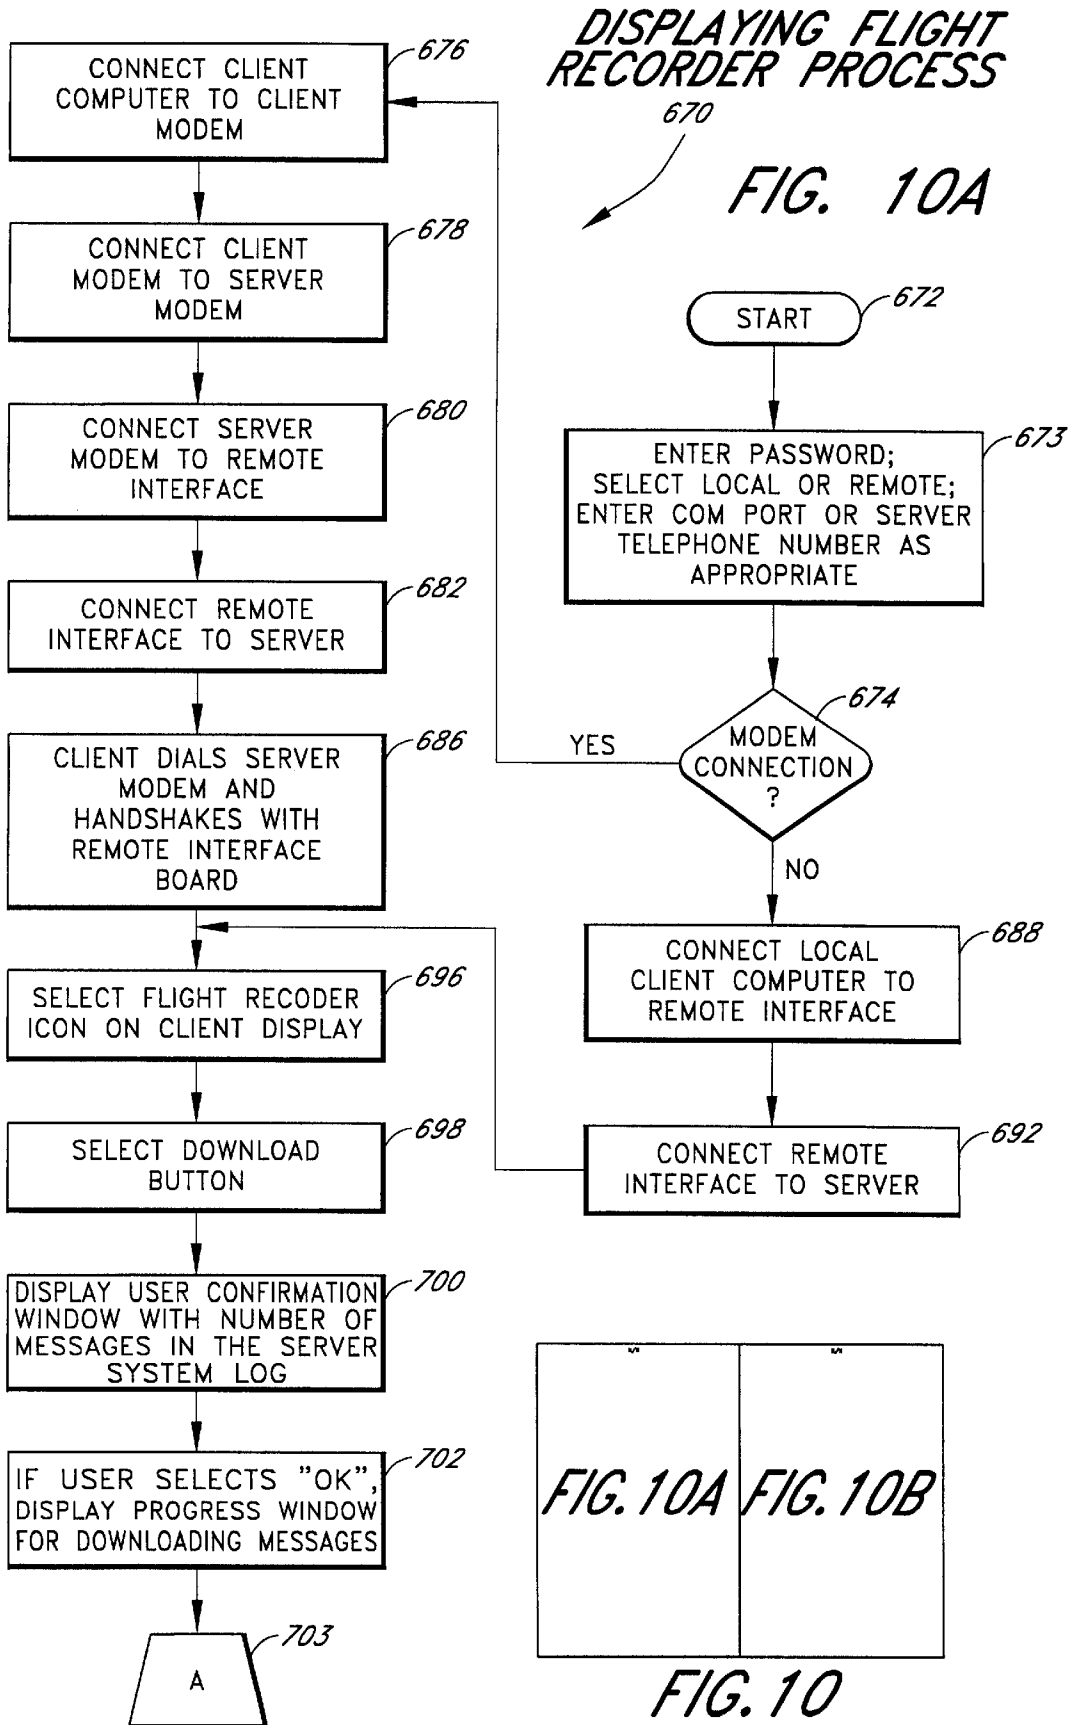 DISPLAYING FLIGHT
RECORDER PROCESS
670
FIG. 10A
START
672
ENTER PASSWORD;
SELECT LOCAL OR REMOTE;
ENTER COM PORT OR SERVER
TELEPHONE NUMBER AS
APPROPRIATE
673
MODEM
CONNECTION
?
674
YES
NO
CONNECT CLIENT
COMPUTER TO CLIENT
MODEM
676
CONNECT CLIENT
MODEM TO SERVER
MODEM
678
CONNECT SERVER
MODEM TO REMOTE
INTERFACE
680
CONNECT REMOTE
INTERFACE TO SERVER
682
CLIENT DIALS SERVER
MODEM AND
HANDSHAKES WITH
REMOTE INTERFACE
BOARD
686
CONNECT LOCAL
CLIENT COMPUTER TO
REMOTE INTERFACE
688
CONNECT REMOTE
INTERFACE TO SERVER
692
SELECT FLIGHT RECODER
ICON ON CLIENT DISPLAY
696
SELECT DOWNLOAD
BUTTON
698
DISPLAY USER CONFIRMATION
WINDOW WITH NUMBER OF
MESSAGES IN THE SERVER
SYSTEM LOG
700
IF USER SELECTS "OK",
DISPLAY PROGRESS WINDOW
FOR DOWNLOADING MESSAGES
702
A
703
FIG. 10A
FIG. 10B
FIG. 10